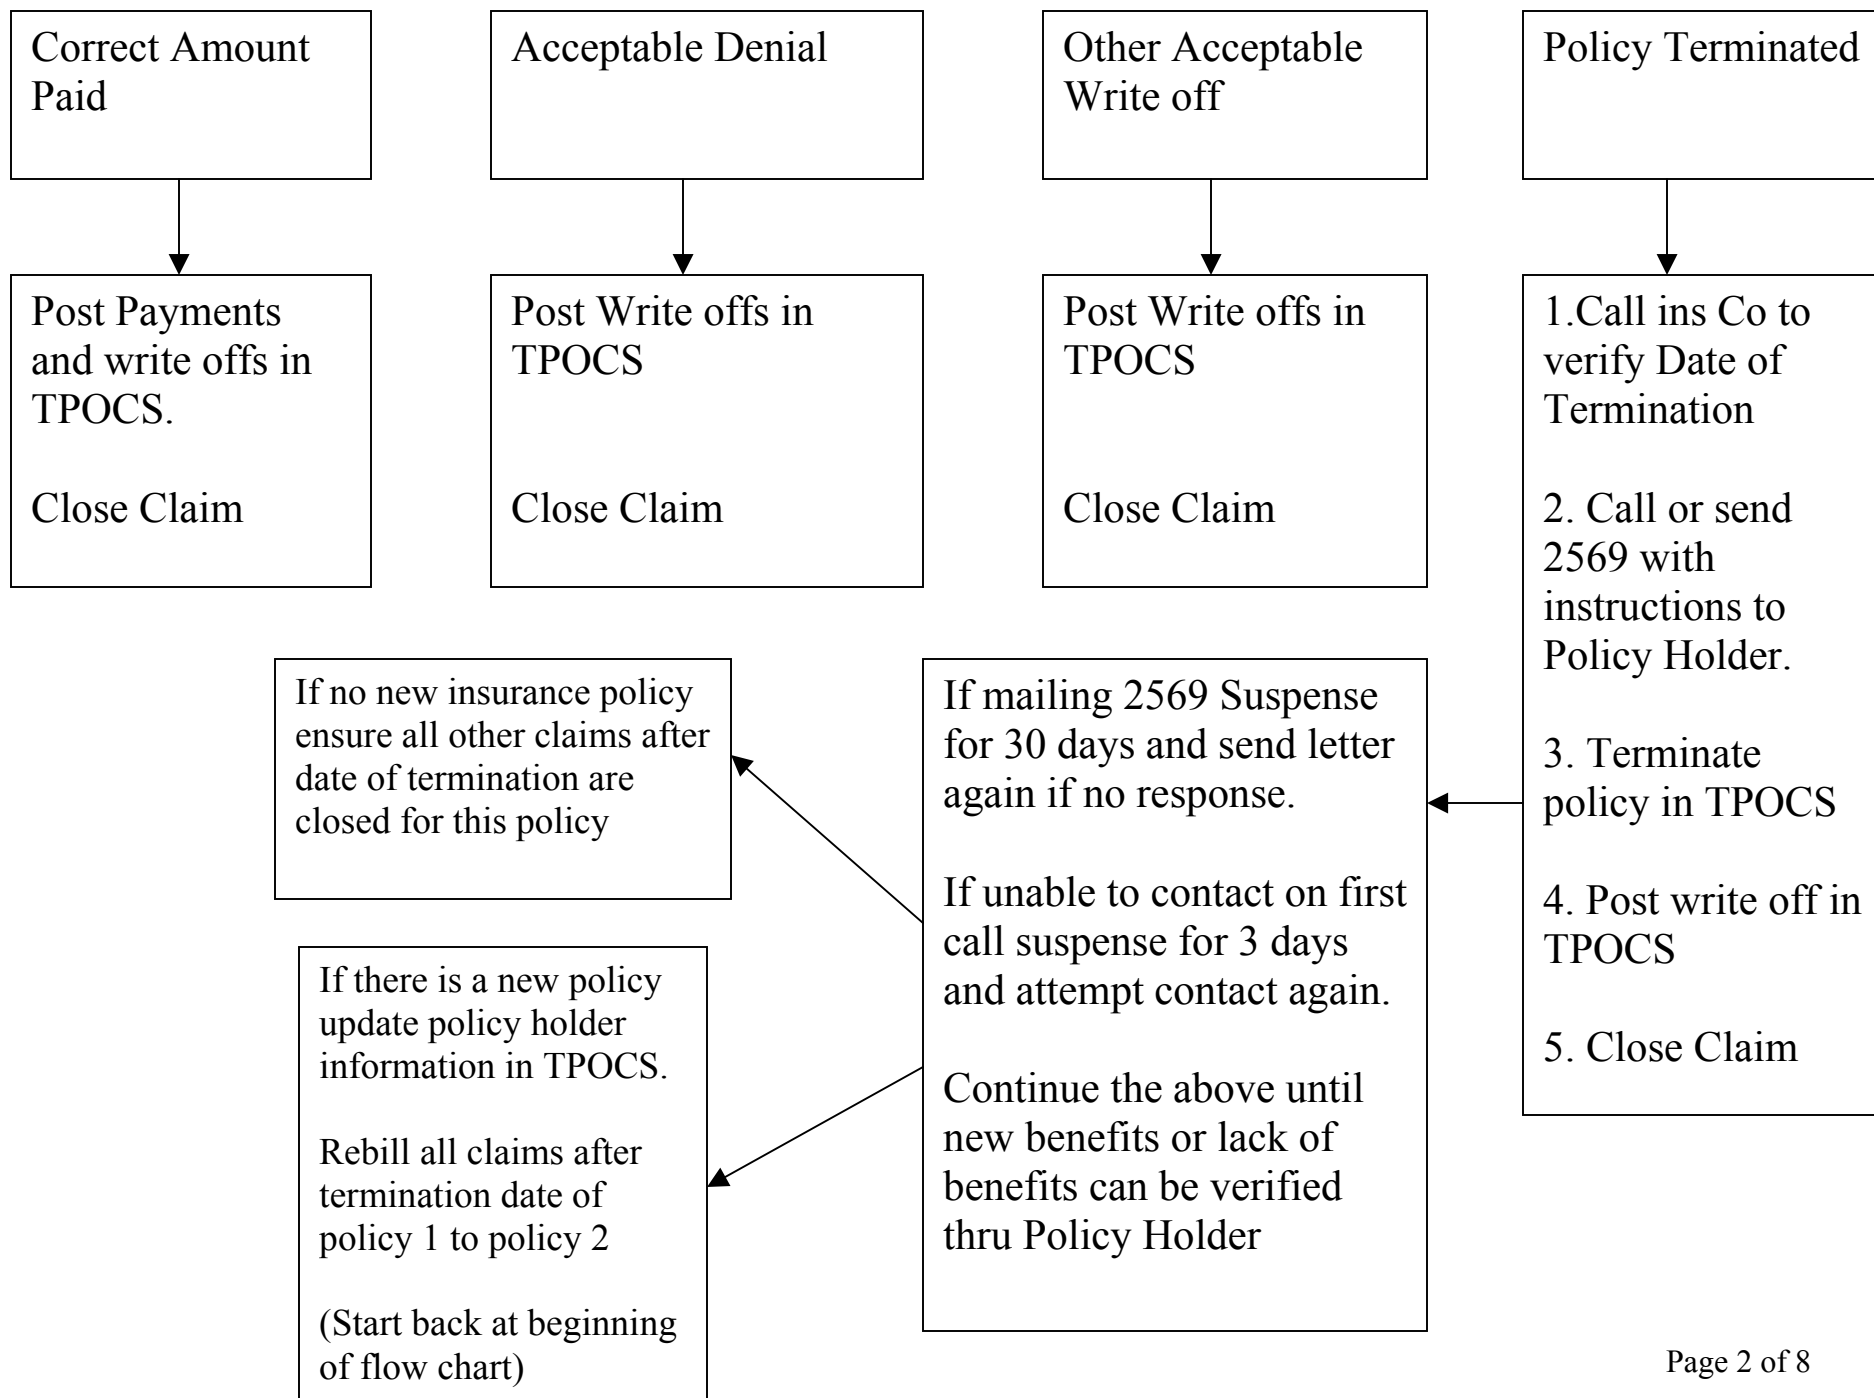 Correct Amount
Paid
Acceptable Denial
Other Acceptable
Write off
Policy Terminated
Post Payments
and write offs in
TPOCS.
Close Claim
Post Write offs in
TPOCS
Close Claim
Post Write offs in
TPOCS
Close Claim
1.Call ins Co to
verify Date of
Termination
2. Call or send
2569 with
instructions to
Policy Holder.
3. Terminate
policy in TPOCS
4. Post write off in
TPOCS
5. Close Claim
If mailing 2569 Suspense
for 30 days and send letter
again if no response.
If unable to contact on first
call suspense for 3 days
and attempt contact again.
Continue the above until
new benefits or lack of
benefits can be verified
thru Policy Holder
If no new insurance policy
ensure all other claims after
date of termination are
closed for this policy
If there is a new policy
update policy holder
information in TPOCS.
Rebill all claims after
termination date of
policy 1 to policy 2
(Start back at beginning
of flow chart)
Page 2 of 8